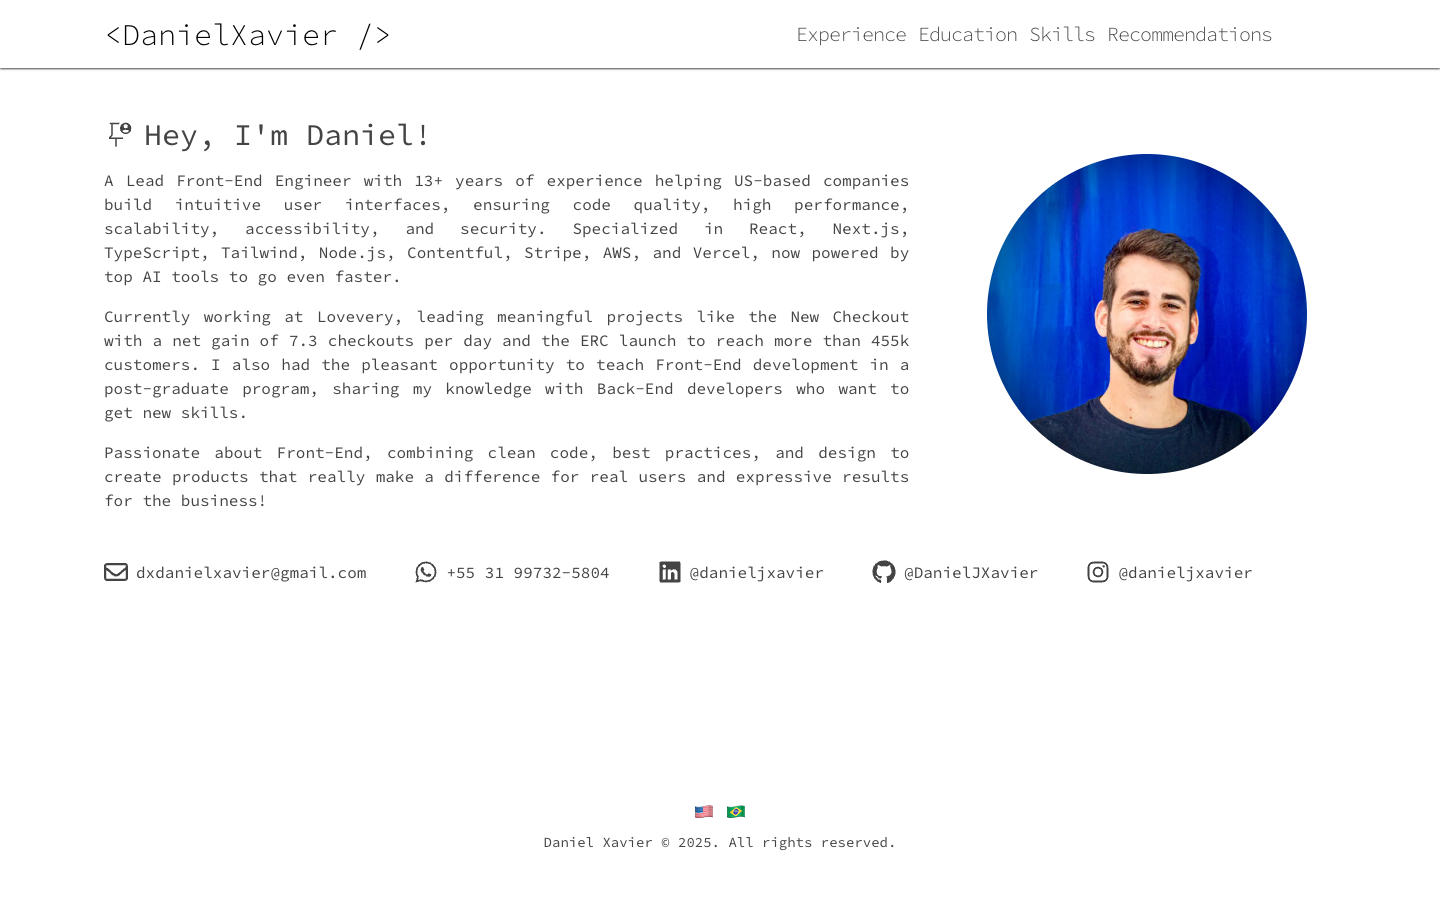 <DanielXavier />
Experience Education Skills Recommendations
Hey, I'm Daniel!
A Lead Front-End Engineer with 13+ years of experience helping US-based companies
build intuitive user interfaces, ensuring code quality, high performance,
scalability, accessibility, and security. Specialized in React, Next.js,
TypeScript, Tailwind, Node.js, Contentful, Stripe, AWS, and Vercel, now powered by
top AI tools to go even faster.
Currently working at Lovevery, leading meaningful projects like the New Checkout
with a net gain of 7.3 checkouts per day and the ERC launch to reach more than 455k
customers. I also had the pleasant opportunity to teach Front-End development in a
post-graduate program, sharing my knowledge with Back-End developers who want to
get new skills.
Passionate about Front-End, combining clean code, best practices, and design to
create products that really make a difference for real users and expressive results
for the business!
dxdanielxavier@gmail.com +55 31 99732-5804 @danieljxavier @DanielJXavier @danieljxavier
Daniel Xavier © 2025. All rights reserved.